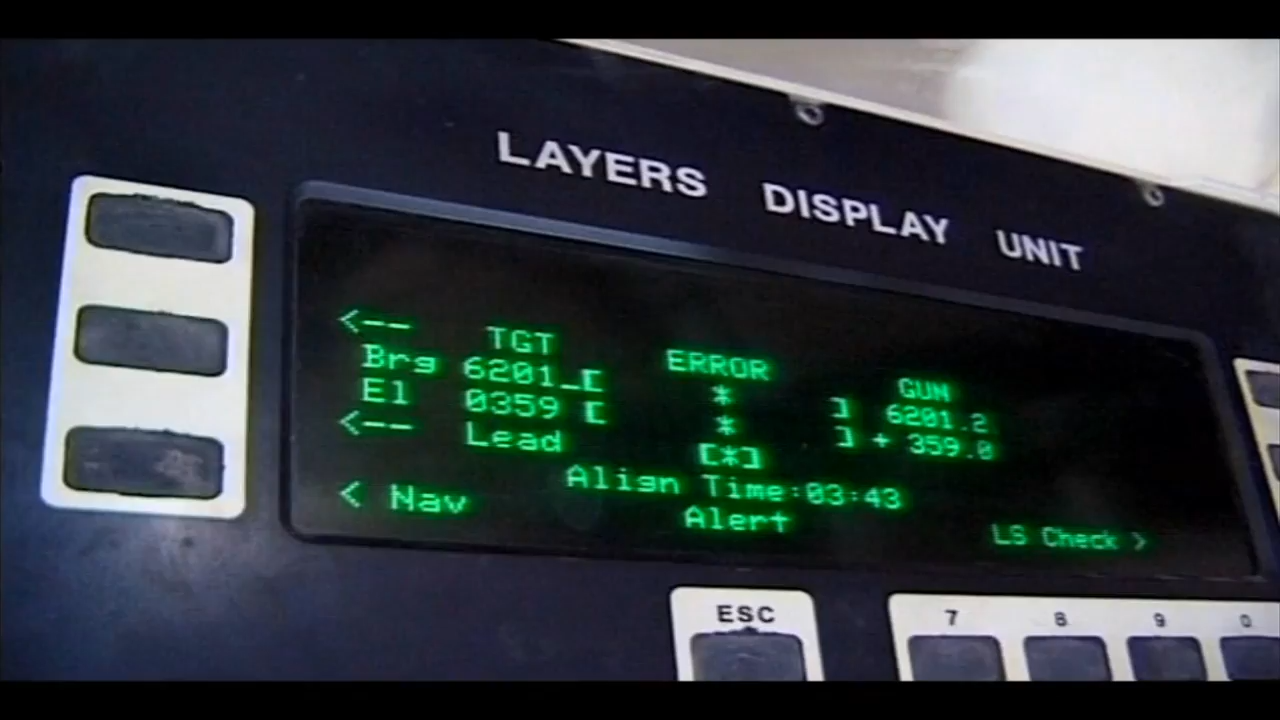 LAYERS DISPLAY UNIT
<-- TGT ERROR GUN
Brg 6201_[ * ] 6201.2
El 0359 [ * ] + 359.0
<-- Lead [*]
Align Time:03:43
< Nav Alert LS Check >
ESC 7 8 9 0